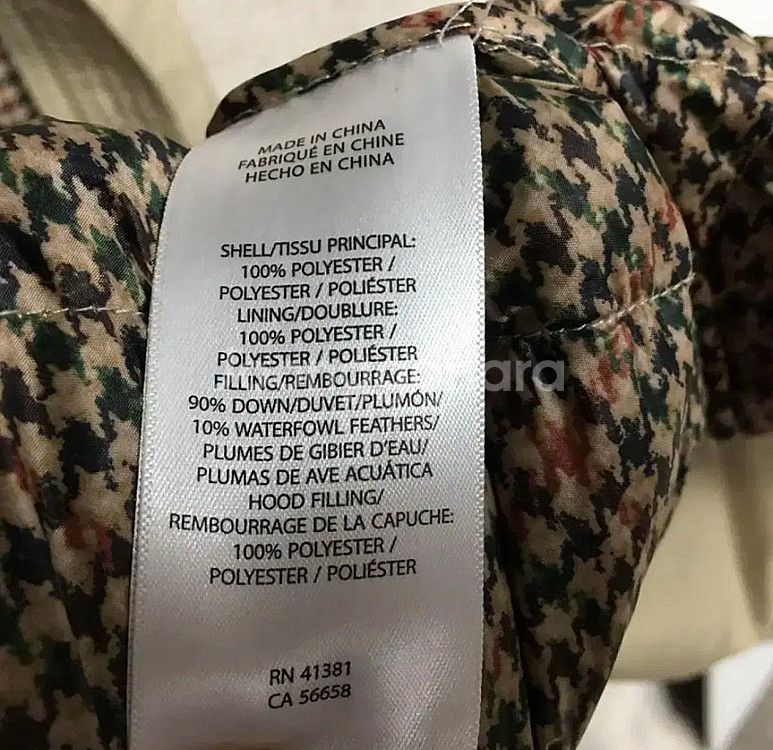 MADE IN CHINA
FABRIQUÉ EN CHINE
HECHO EN CHINA
SHELL/TISSU PRINCIPAL:
100% POLYESTER /
POLYESTER / POLIÉSTER
LINING/DOUBLURE:
100% POLYESTER /
POLYESTER / POLIÉSTER
FILLING/REMBOURRAGE:
90% DOWN/DUVET/PLUMÓN/
10% WATERFOWL FEATHERS/
PLUMES DE GIBIER D'EAU/
PLUMAS DE AVE ACUÁTICA
HOOD FILLING/
REMBOURRAGE DE LA CAPUCHE:
100% POLYESTER /
POLYESTER / POLIÉSTER
RN 41381
CA 56658